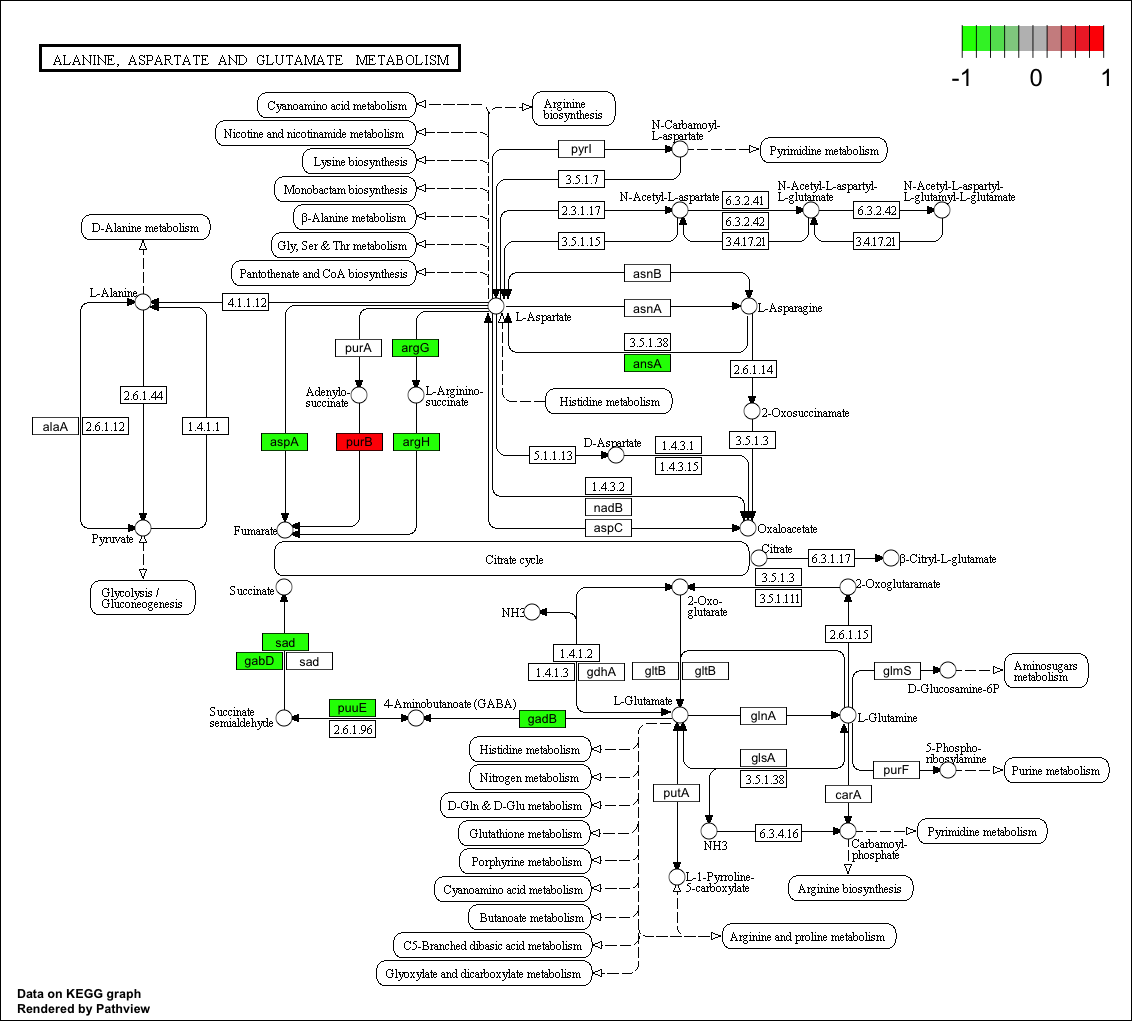 ALANINE, ASPARTATE AND GLUTAMATE METABOLISM
-1 0 1
Cyanoamino acid metabolism
Arginine
biosynthesis
Nicotine and nicotinamide metabolism
N-Carbamoyl-
L-aspartate
Lysine biosynthesis
pyrI
Pyrimidine metabolism
Monobactam biosynthesis
3.5.1.7
β-Alanine metabolism
N-Acetyl-L-aspartate
6.3.2.41
N-Acetyl-L-aspartyl-
L-glutamate
N-Acetyl-L-aspartyl-
L-glutamyl-L-glutamate
2.3.1.17
6.3.2.42
6.3.2.42
D-Alanine metabolism
Gly, Ser & Thr metabolism
3.5.1.15
3.4.17.21
3.4.17.21
Pantothenate and CoA biosynthesis
asnB
L-Alanine
4.1.1.12
L-Aspartate
asnA
L-Asparagine
purA
argG
3.5.1.38
ansA
2.6.1.14
2.6.1.44
Adenylo-
succinate
L-Arginino-
succinate
Histidine metabolism
2-Oxosuccinamate
alaA
2.6.1.12
1.4.1.1
aspA
purB
argH
D-Aspartate
5.1.1.13
1.4.3.1
1.4.3.15
3.5.1.3
1.4.3.2
nadB
aspC
Pyruvate
Fumarate
Oxaloacetate
Citrate cycle
Citrate
6.3.1.17
β-Citryl-L-glutamate
Glycolysis /
Gluconeogenesis
Succinate
3.5.1.3
3.5.1.111
2-Oxoglutaramate
NH3
2-Oxo-
glutarate
2.6.1.15
sad
gabD
sad
1.4.1.2
1.4.1.3
gdhA
gltB
gltB
glmS
D-Glucosamine-6P
Aminosugars
metabolism
Succinate
semialdehyde
puuE
2.6.1.96
4-Aminobutanoate (GABA)
gadB
L-Glutamate
glnA
L-Glutamine
Histidine metabolism
glsA
3.5.1.38
5-Phospho-
ribosylamine
purF
Purine metabolism
Nitrogen metabolism
D-Gln & D-Glu metabolism
putA
carA
Glutathione metabolism
NH3
6.3.4.16
Carbamoyl-
phosphate
Pyrimidine metabolism
Porphyrine metabolism
Cyanoamino acid metabolism
L-1-Pyrroline-
5-carboxylate
Arginine biosynthesis
Butanoate metabolism
C5-Branched dibasic acid metabolism
Arginine and proline metabolism
Glyoxylate and dicarboxylate metabolism
Data on KEGG graph
Rendered by Pathview